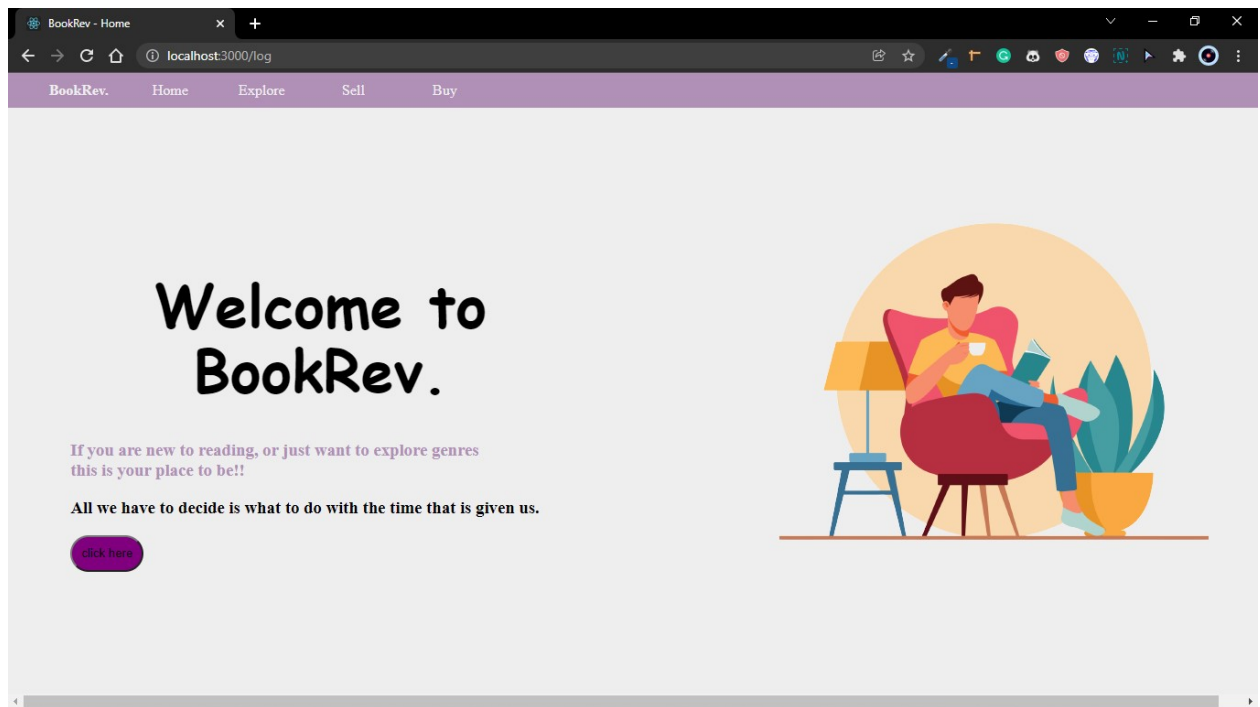 BookRev - Home
localhost:3000/log
BookRev. Home Explore Sell Buy
Welcome to
BookRev.
If you are new to reading, or just want to explore genres
this is your place to be!!
All we have to decide is what to do with the time that is given us.
click here